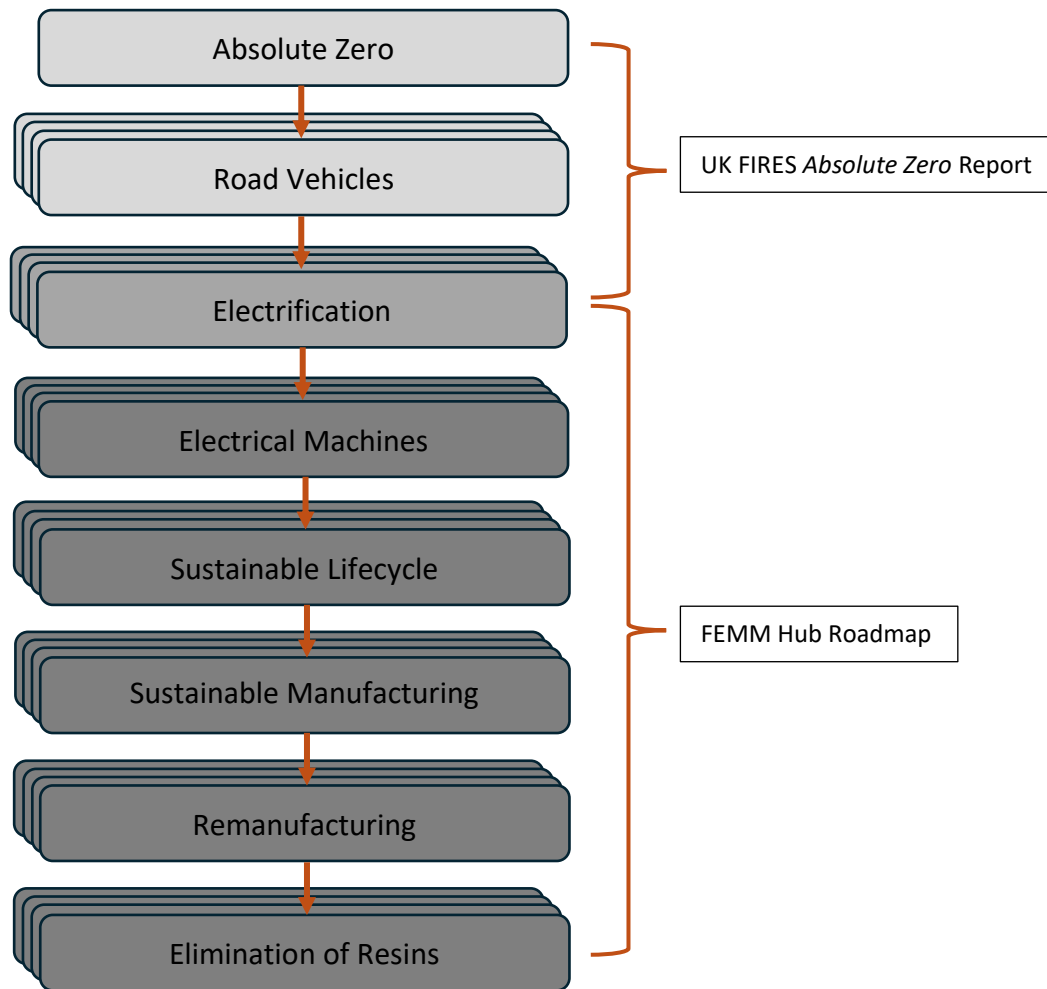 Absolute Zero
Road Vehicles
UK FIRES Absolute Zero Report
Electrification
Electrical Machines
Sustainable Lifecycle
FEMM Hub Roadmap
Sustainable Manufacturing
Remanufacturing
Elimination of Resins